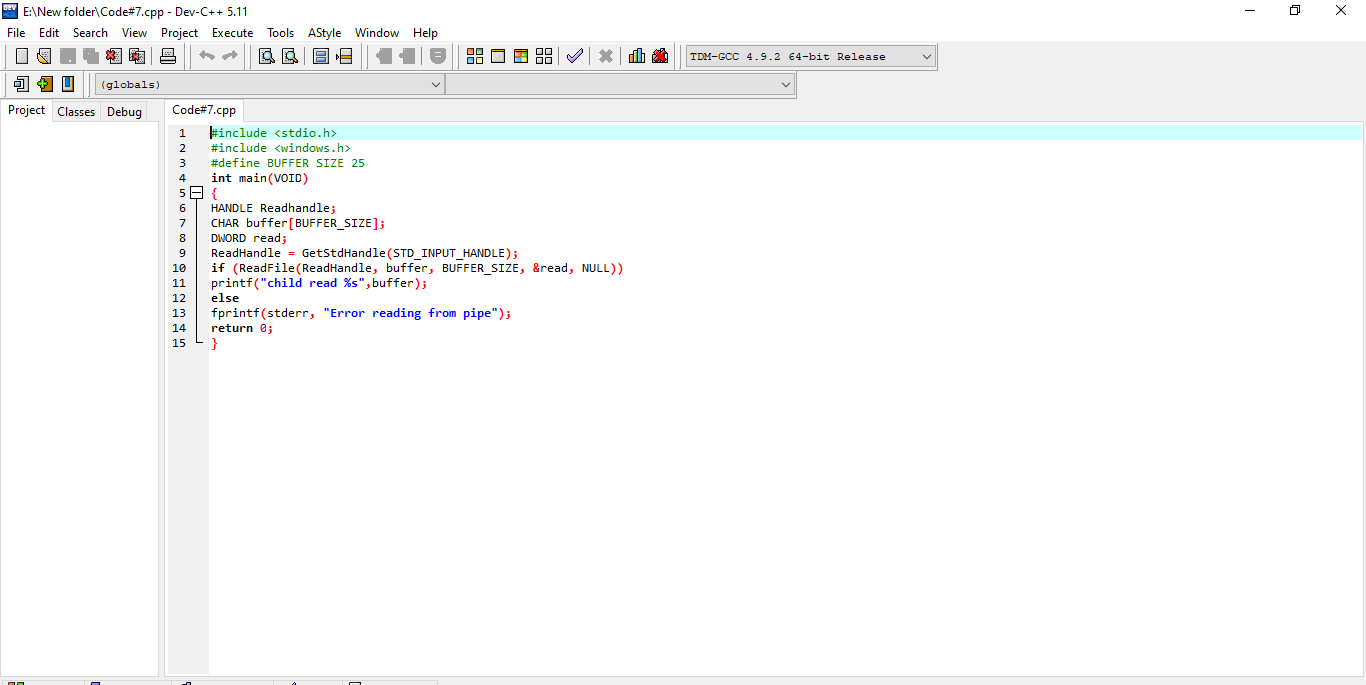 E:\New folder\Code#7.cpp - Dev-C++ 5.11
File Edit Search View Project Execute Tools AStyle Window Help
TDM-GCC 4.9.2 64-bit Release
(globals)
Project Classes Debug Code#7.cpp
1 #include <stdio.h>
2 #include <windows.h>
3 #define BUFFER SIZE 25
4 int main(VOID)
5 {
6 HANDLE Readhandle;
7 CHAR buffer[BUFFER_SIZE];
8 DWORD read;
9 ReadHandle = GetStdHandle(STD_INPUT_HANDLE);
10 if (ReadFile(ReadHandle, buffer, BUFFER_SIZE, &read, NULL))
11 printf("child read %s",buffer);
12 else
13 fprintf(stderr, "Error reading from pipe");
14 return 0;
15 }